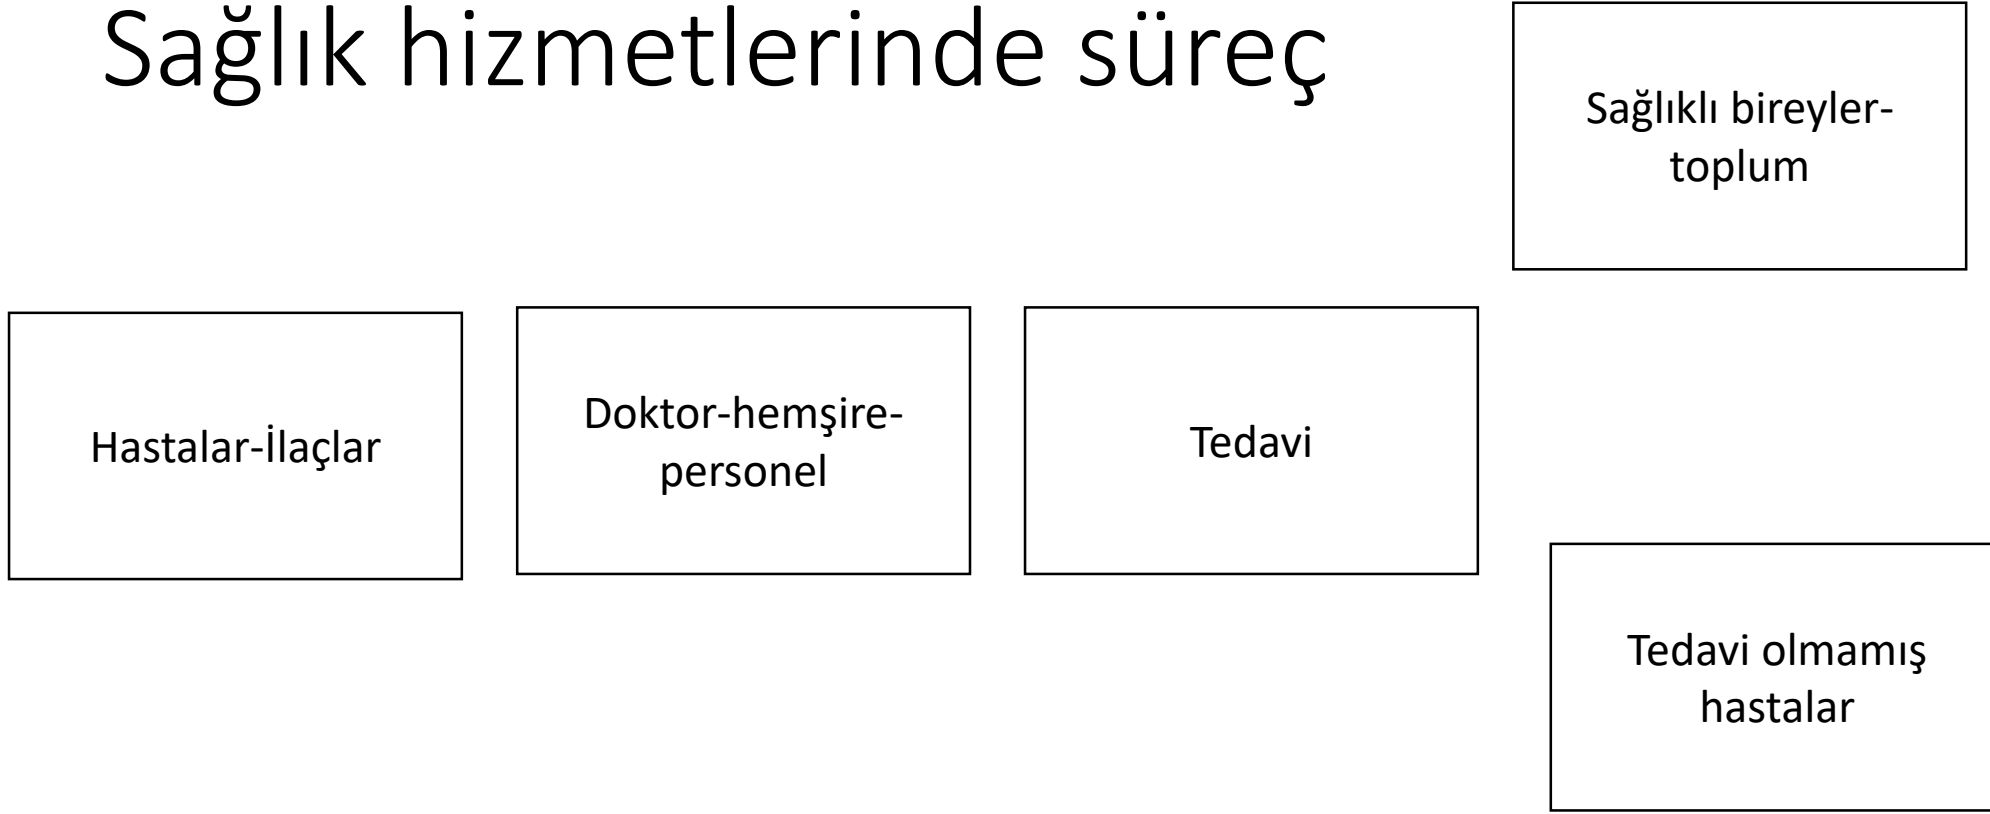 Sağlık hizmetlerinde süreç
Sağlıklı bireyler-
toplum
Hastalar-İlaçlar
Doktor-hemşire-
personel
Tedavi
Tedavi olmamış
hastalar